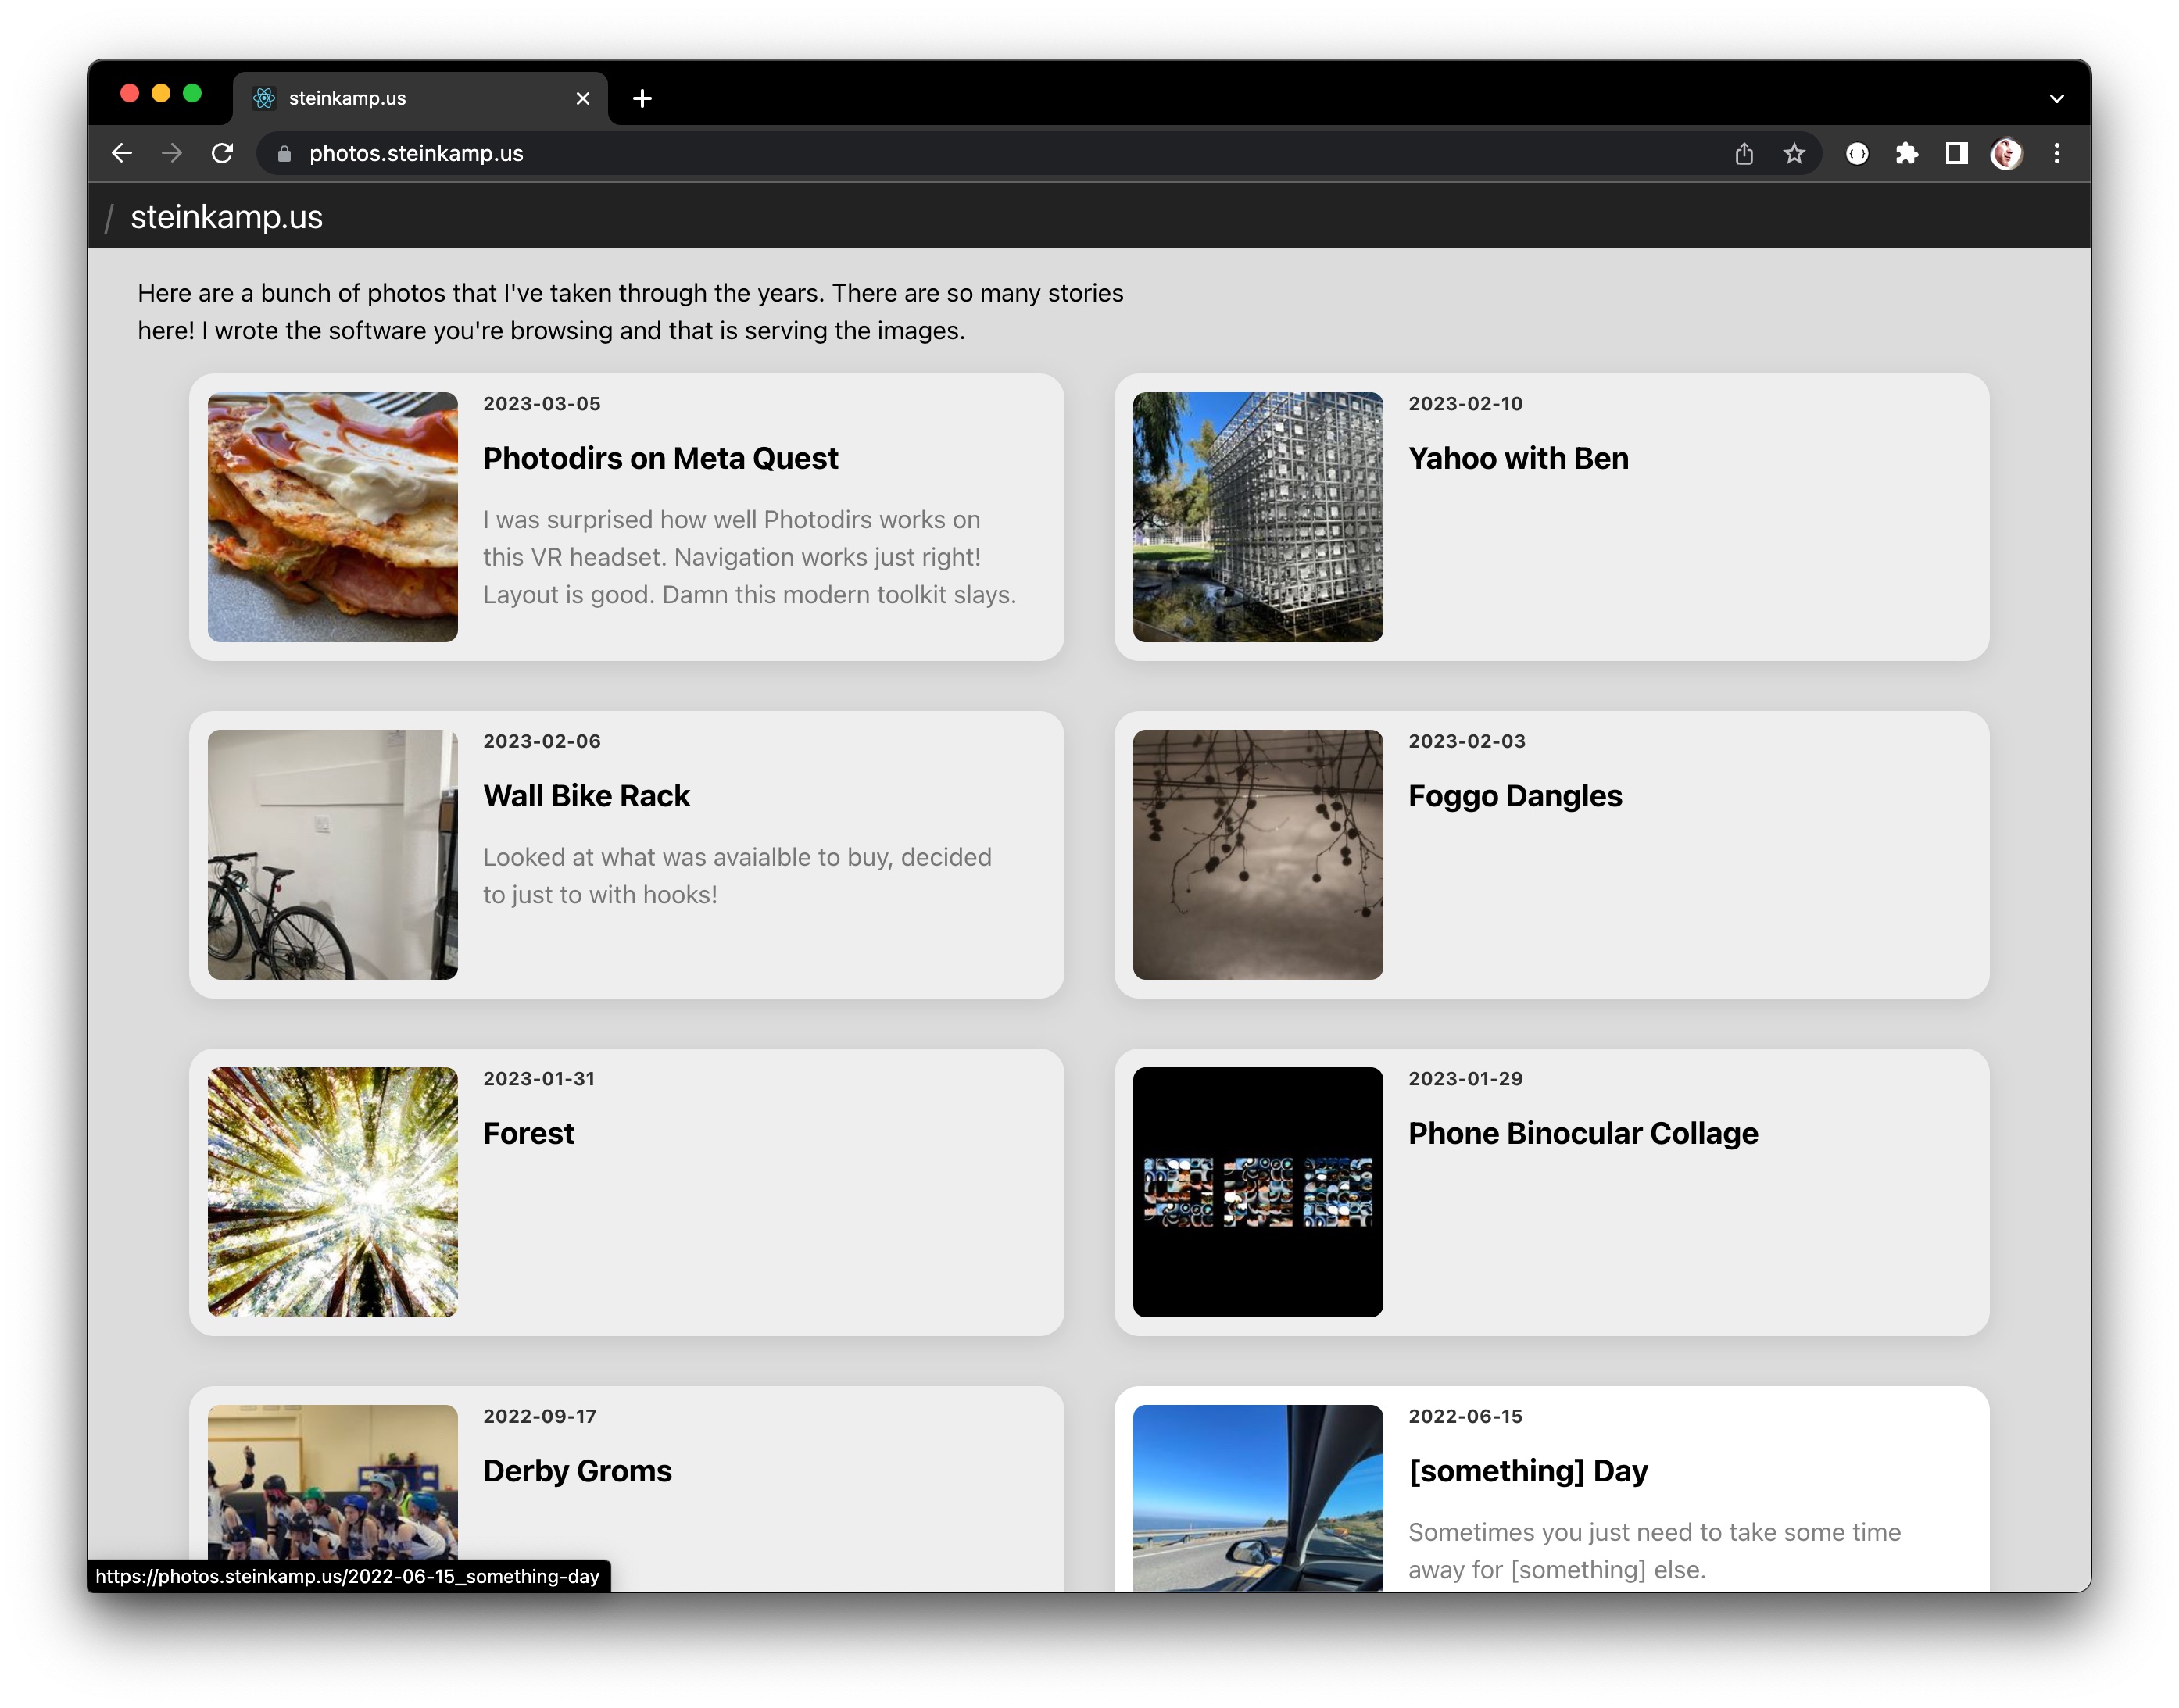 steinkamp.us
photos.steinkamp.us
/ steinkamp.us
Here are a bunch of photos that I've taken through the years. There are so many stories
here! I wrote the software you're browsing and that is serving the images.
2023-03-05
Photodirs on Meta Quest
I was surprised how well Photodirs works on
this VR headset. Navigation works just right!
Layout is good. Damn this modern toolkit slays.
2023-02-10
Yahoo with Ben
2023-02-06
Wall Bike Rack
Looked at what was avaialble to buy, decided
to just to with hooks!
2023-02-03
Foggo Dangles
2023-01-31
Forest
2023-01-29
Phone Binocular Collage
2022-09-17
Derby Groms
2022-06-15
[something] Day
Sometimes you just need to take some time
away for [something] else.
https://photos.steinkamp.us/2022-06-15_something-day